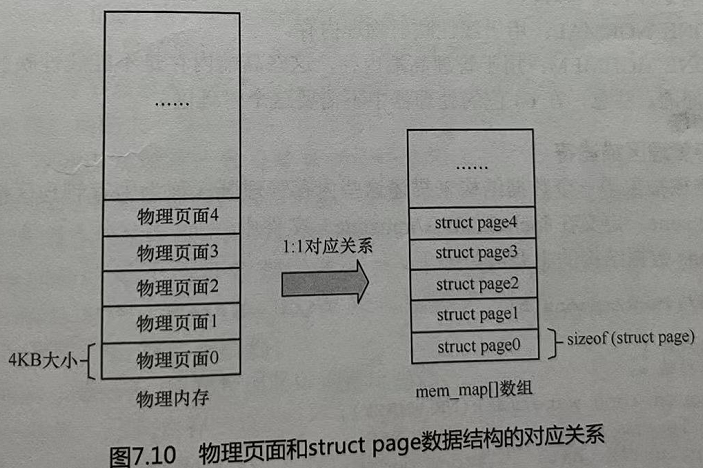 ……
物理页面4
物理页面3
物理页面2
物理页面1
物理页面0
4KB大小
物理内存
1:1对应关系
……
struct page4
struct page3
struct page2
struct page1
struct page0
sizeof (struct page)
mem_map[]数组
图7.10 物理页面和struct page数据结构的对应关系